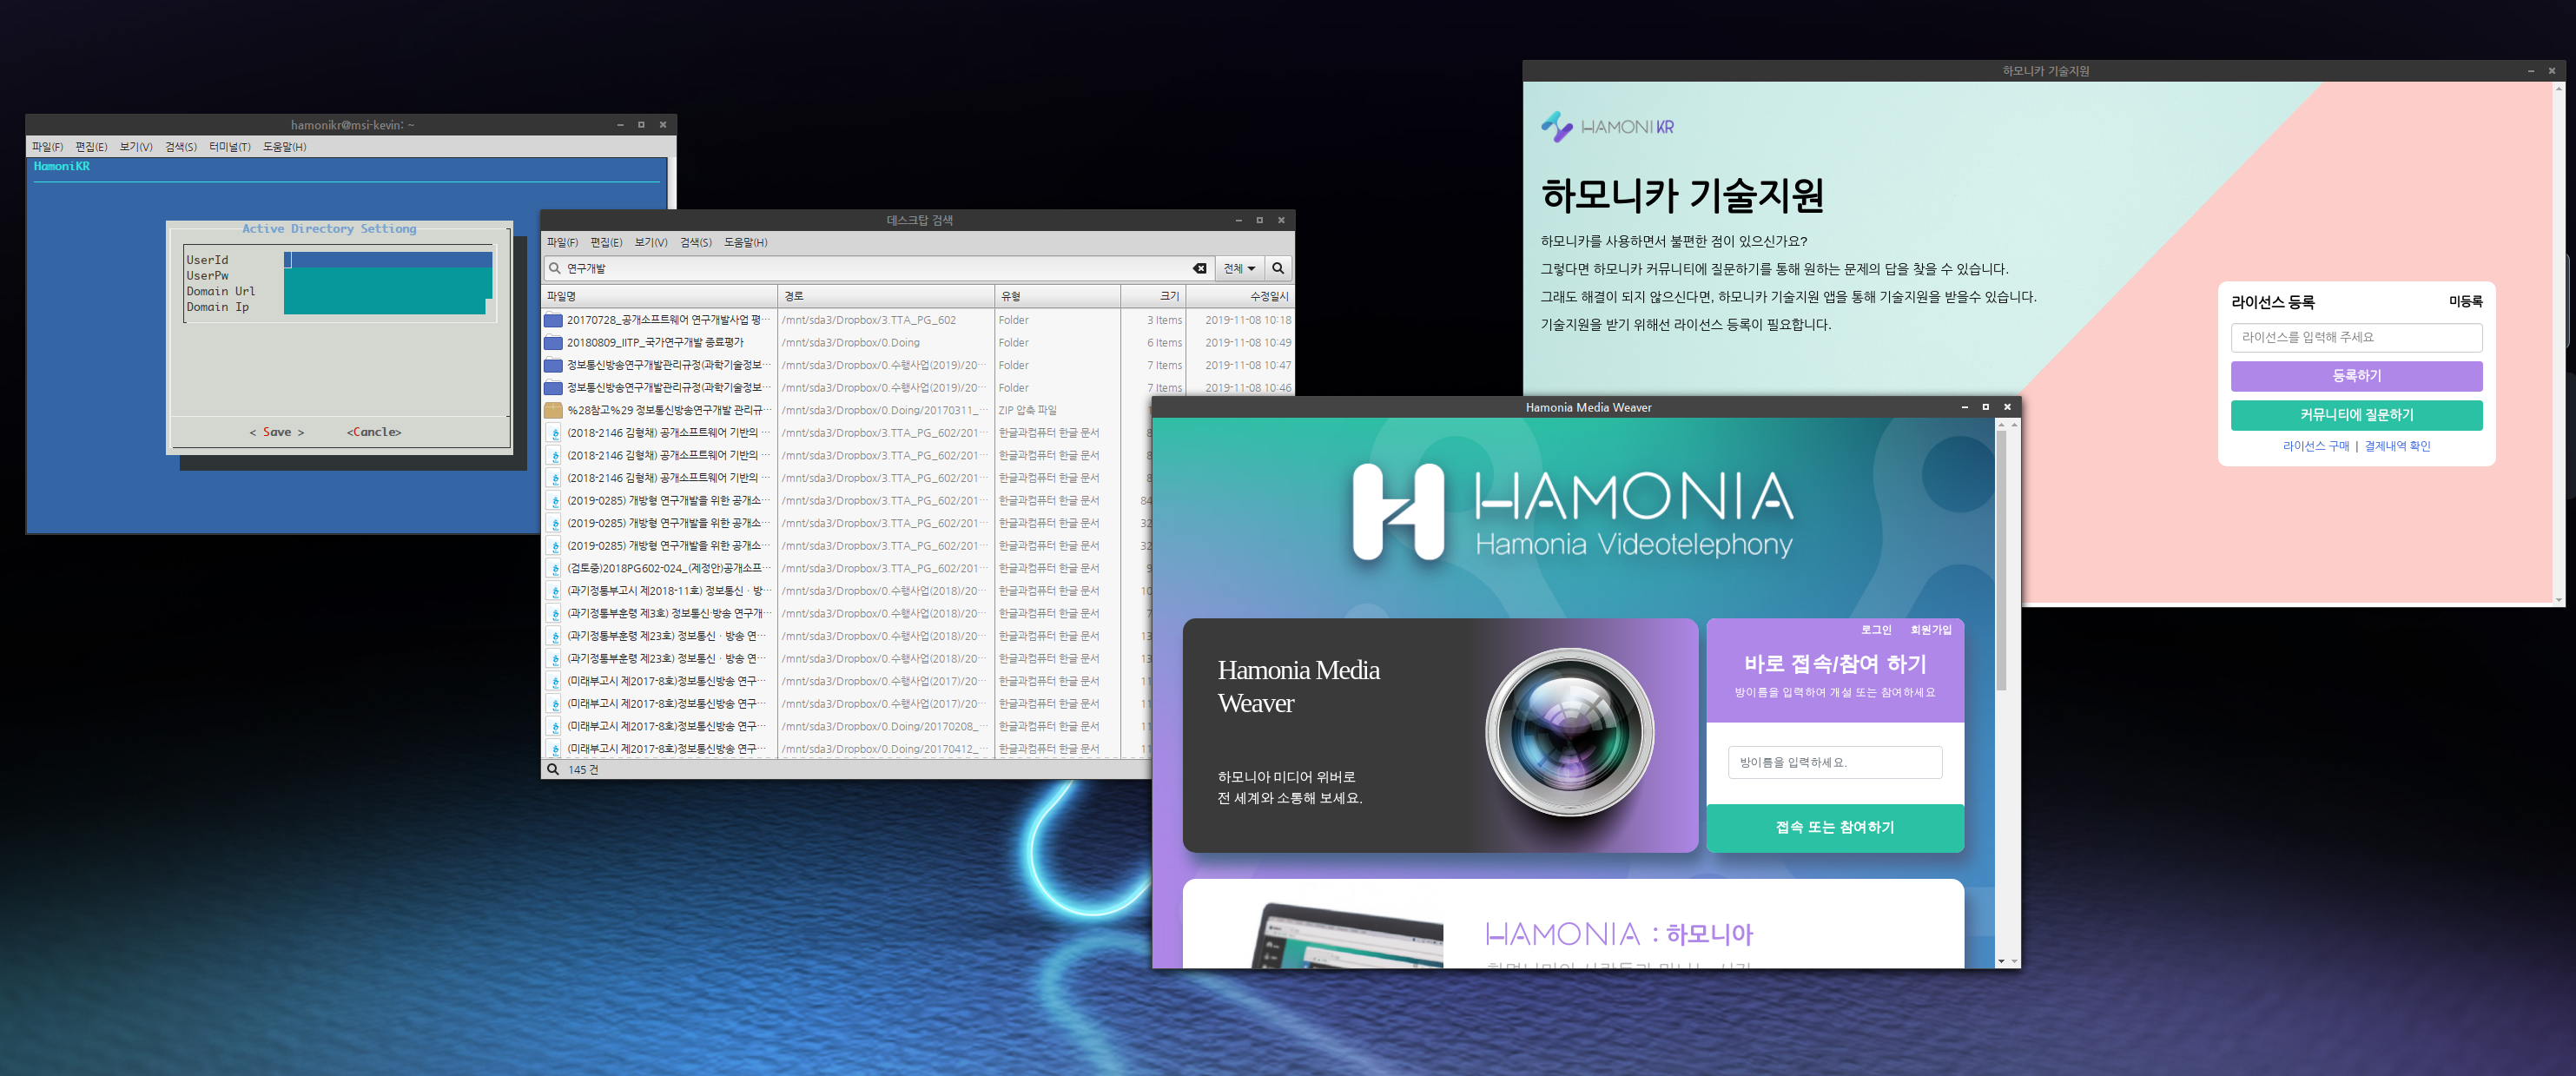 hamonikr@msi-kevin: ~
파일(F) 편집(E) 보기(V) 검색(S) 터미널(T) 도움말(H)
HamoniKR
Active Directory Settiong
UserId
UserPw
Domain Url
Domain Ip
< Save > <Cancle>
데스크탑 검색
파일(F) 편집(E) 보기(V) 검색(S) 도움말(H)
연구개발 전체
파일명 경로 유형 크기 수정일시
20170728_공개소프트웨어 연구개발사업 평… /mnt/sda3/Dropbox/3.TTA_PG_602 Folder 3 Items 2019-11-08 10:18
20180809_IITP_국가연구개발 종료평가 /mnt/sda3/Dropbox/0.Doing Folder 6 Items 2019-11-08 10:49
정보통신방송연구개발관리규정(과학기술정보… /mnt/sda3/Dropbox/0.수행사업(2019)/20… Folder 7 Items 2019-11-08 10:47
정보통신방송연구개발관리규정(과학기술정보… /mnt/sda3/Dropbox/0.수행사업(2019)/20… Folder 7 Items 2019-11-08 10:46
%28참고%29 정보통신방송연구개발 관리규… /mnt/sda3/Dropbox/0.Doing/20170311_… ZIP 압축 파일
(2018-2146 김형채) 공개소프트웨어 기반의 … /mnt/sda3/Dropbox/3.TTA_PG_602/201… 한글과컴퓨터 한글 문서
(2018-2146 김형채) 공개소프트웨어 기반의 … /mnt/sda3/Dropbox/3.TTA_PG_602/201… 한글과컴퓨터 한글 문서
(2018-2146 김형채) 공개소프트웨어 기반의 … /mnt/sda3/Dropbox/3.TTA_PG_602/201… 한글과컴퓨터 한글 문서
(2019-0285) 개방형 연구개발을 위한 공개소… /mnt/sda3/Dropbox/3.TTA_PG_602/201… 한글과컴퓨터 한글 문서 84
(2019-0285) 개방형 연구개발을 위한 공개소… /mnt/sda3/Dropbox/3.TTA_PG_602/201… 한글과컴퓨터 한글 문서 32
(2019-0285) 개방형 연구개발을 위한 공개소… /mnt/sda3/Dropbox/3.TTA_PG_602/201… 한글과컴퓨터 한글 문서 32
(검토중)2018PG602-024_(제정안)공개소프… /mnt/sda3/Dropbox/3.TTA_PG_602/201… 한글과컴퓨터 한글 문서
(과기정통부고시 제2018-11호) 정보통신ㆍ방… /mnt/sda3/Dropbox/0.수행사업(2018)/20… 한글과컴퓨터 한글 문서 10
(과기정통부훈령 제3호) 정보통신·방송 연구개… /mnt/sda3/Dropbox/0.수행사업(2018)/20… 한글과컴퓨터 한글 문서 7
(과기정통부훈령 제23호) 정보통신ㆍ방송 연… /mnt/sda3/Dropbox/0.수행사업(2018)/20… 한글과컴퓨터 한글 문서 13
(과기정통부훈령 제23호) 정보통신ㆍ방송 연… /mnt/sda3/Dropbox/0.수행사업(2018)/20… 한글과컴퓨터 한글 문서 13
(미래부고시 제2017-8호)정보통신방송 연구… /mnt/sda3/Dropbox/0.수행사업(2017)/20… 한글과컴퓨터 한글 문서 11
(미래부고시 제2017-8호)정보통신방송 연구… /mnt/sda3/Dropbox/0.수행사업(2017)/20… 한글과컴퓨터 한글 문서 11
(미래부고시 제2017-8호)정보통신방송 연구… /mnt/sda3/Dropbox/0.Doing/20170208_… 한글과컴퓨터 한글 문서 11
(미래부고시 제2017-8호)정보통신방송 연구… /mnt/sda3/Dropbox/0.Doing/20170412_… 한글과컴퓨터 한글 문서 11
145 건
하모니카 기술지원
HAMONIKR
하모니카 기술지원
하모니카를 사용하면서 불편한 점이 있으신가요?
그렇다면 하모니카 커뮤니티에 질문하기를 통해 원하는 문제의 답을 찾을 수 있습니다.
그래도 해결이 되지 않으신다면, 하모니카 기술지원 앱을 통해 기술지원을 받을수 있습니다.
기술지원을 받기 위해선 라이선스 등록이 필요합니다.
라이선스 등록 미등록
라이선스를 입력해 주세요
등록하기
커뮤니티에 질문하기
라이선스 구매 | 결제내역 확인
Hamonia Media Weaver
HAMONIA
Hamonia Videotelephony
Hamonia Media
Weaver
하모니아 미디어 위버로
전 세계와 소통해 보세요.
로그인 회원가입
바로 접속/참여 하기
방이름을 입력하여 개설 또는 참여하세요
방이름을 입력하세요.
접속 또는 참여하기
HAMONIA : 하모니아